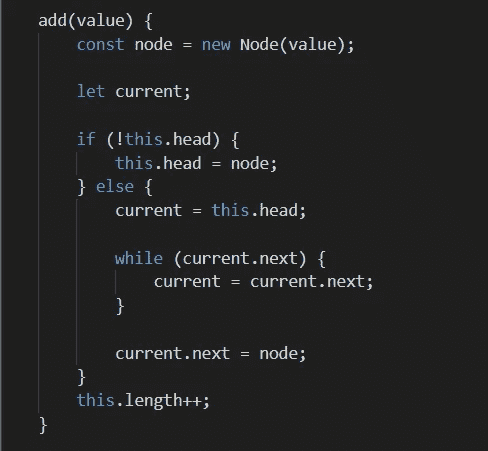 add(value) {
const node = new Node(value);
let current;
if (!this.head) {
this.head = node;
} else {
current = this.head;
while (current.next) {
current = current.next;
}
current.next = node;
}
this.length++;
}